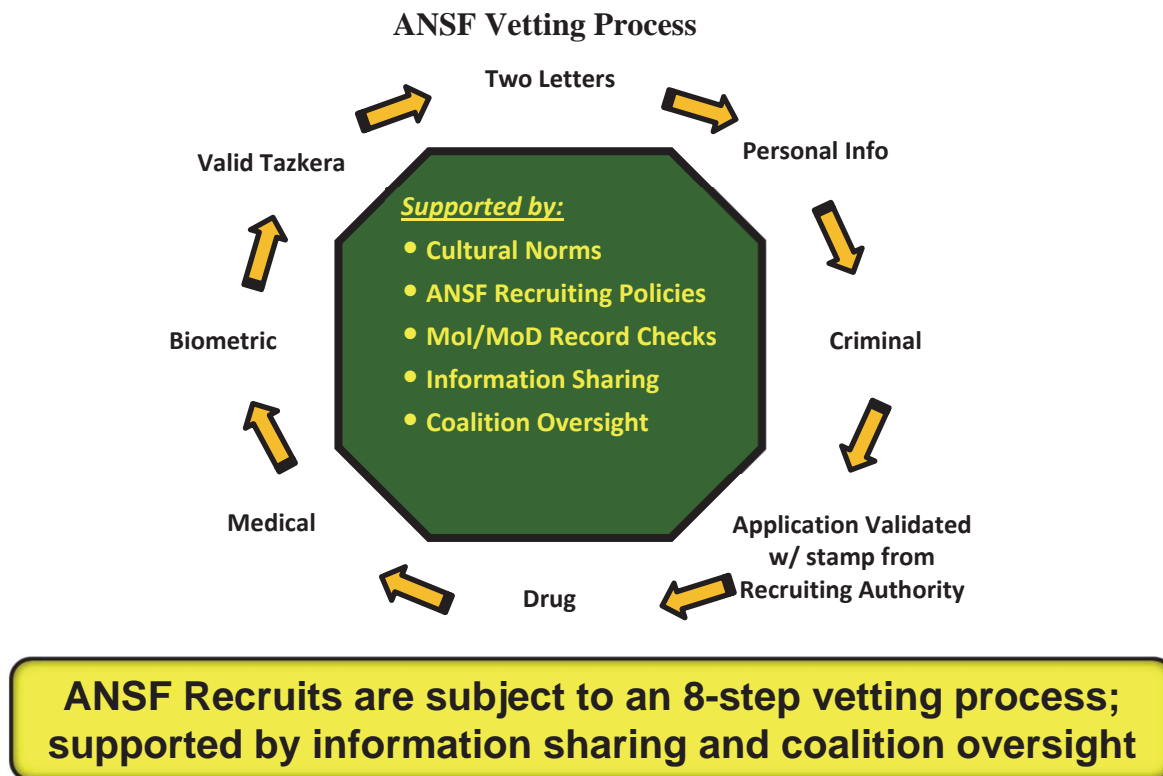 ANSF Vetting Process
Two Letters
Personal Info
Criminal
Application Validated
w/ stamp from
Recruiting Authority
Drug
Medical
Biometric
Valid Tazkera
Supported by:
• Cultural Norms
• ANSF Recruiting Policies
• MoI/MoD Record Checks
• Information Sharing
• Coalition Oversight
ANSF Recruits are subject to an 8-step vetting process;
supported by information sharing and coalition oversight